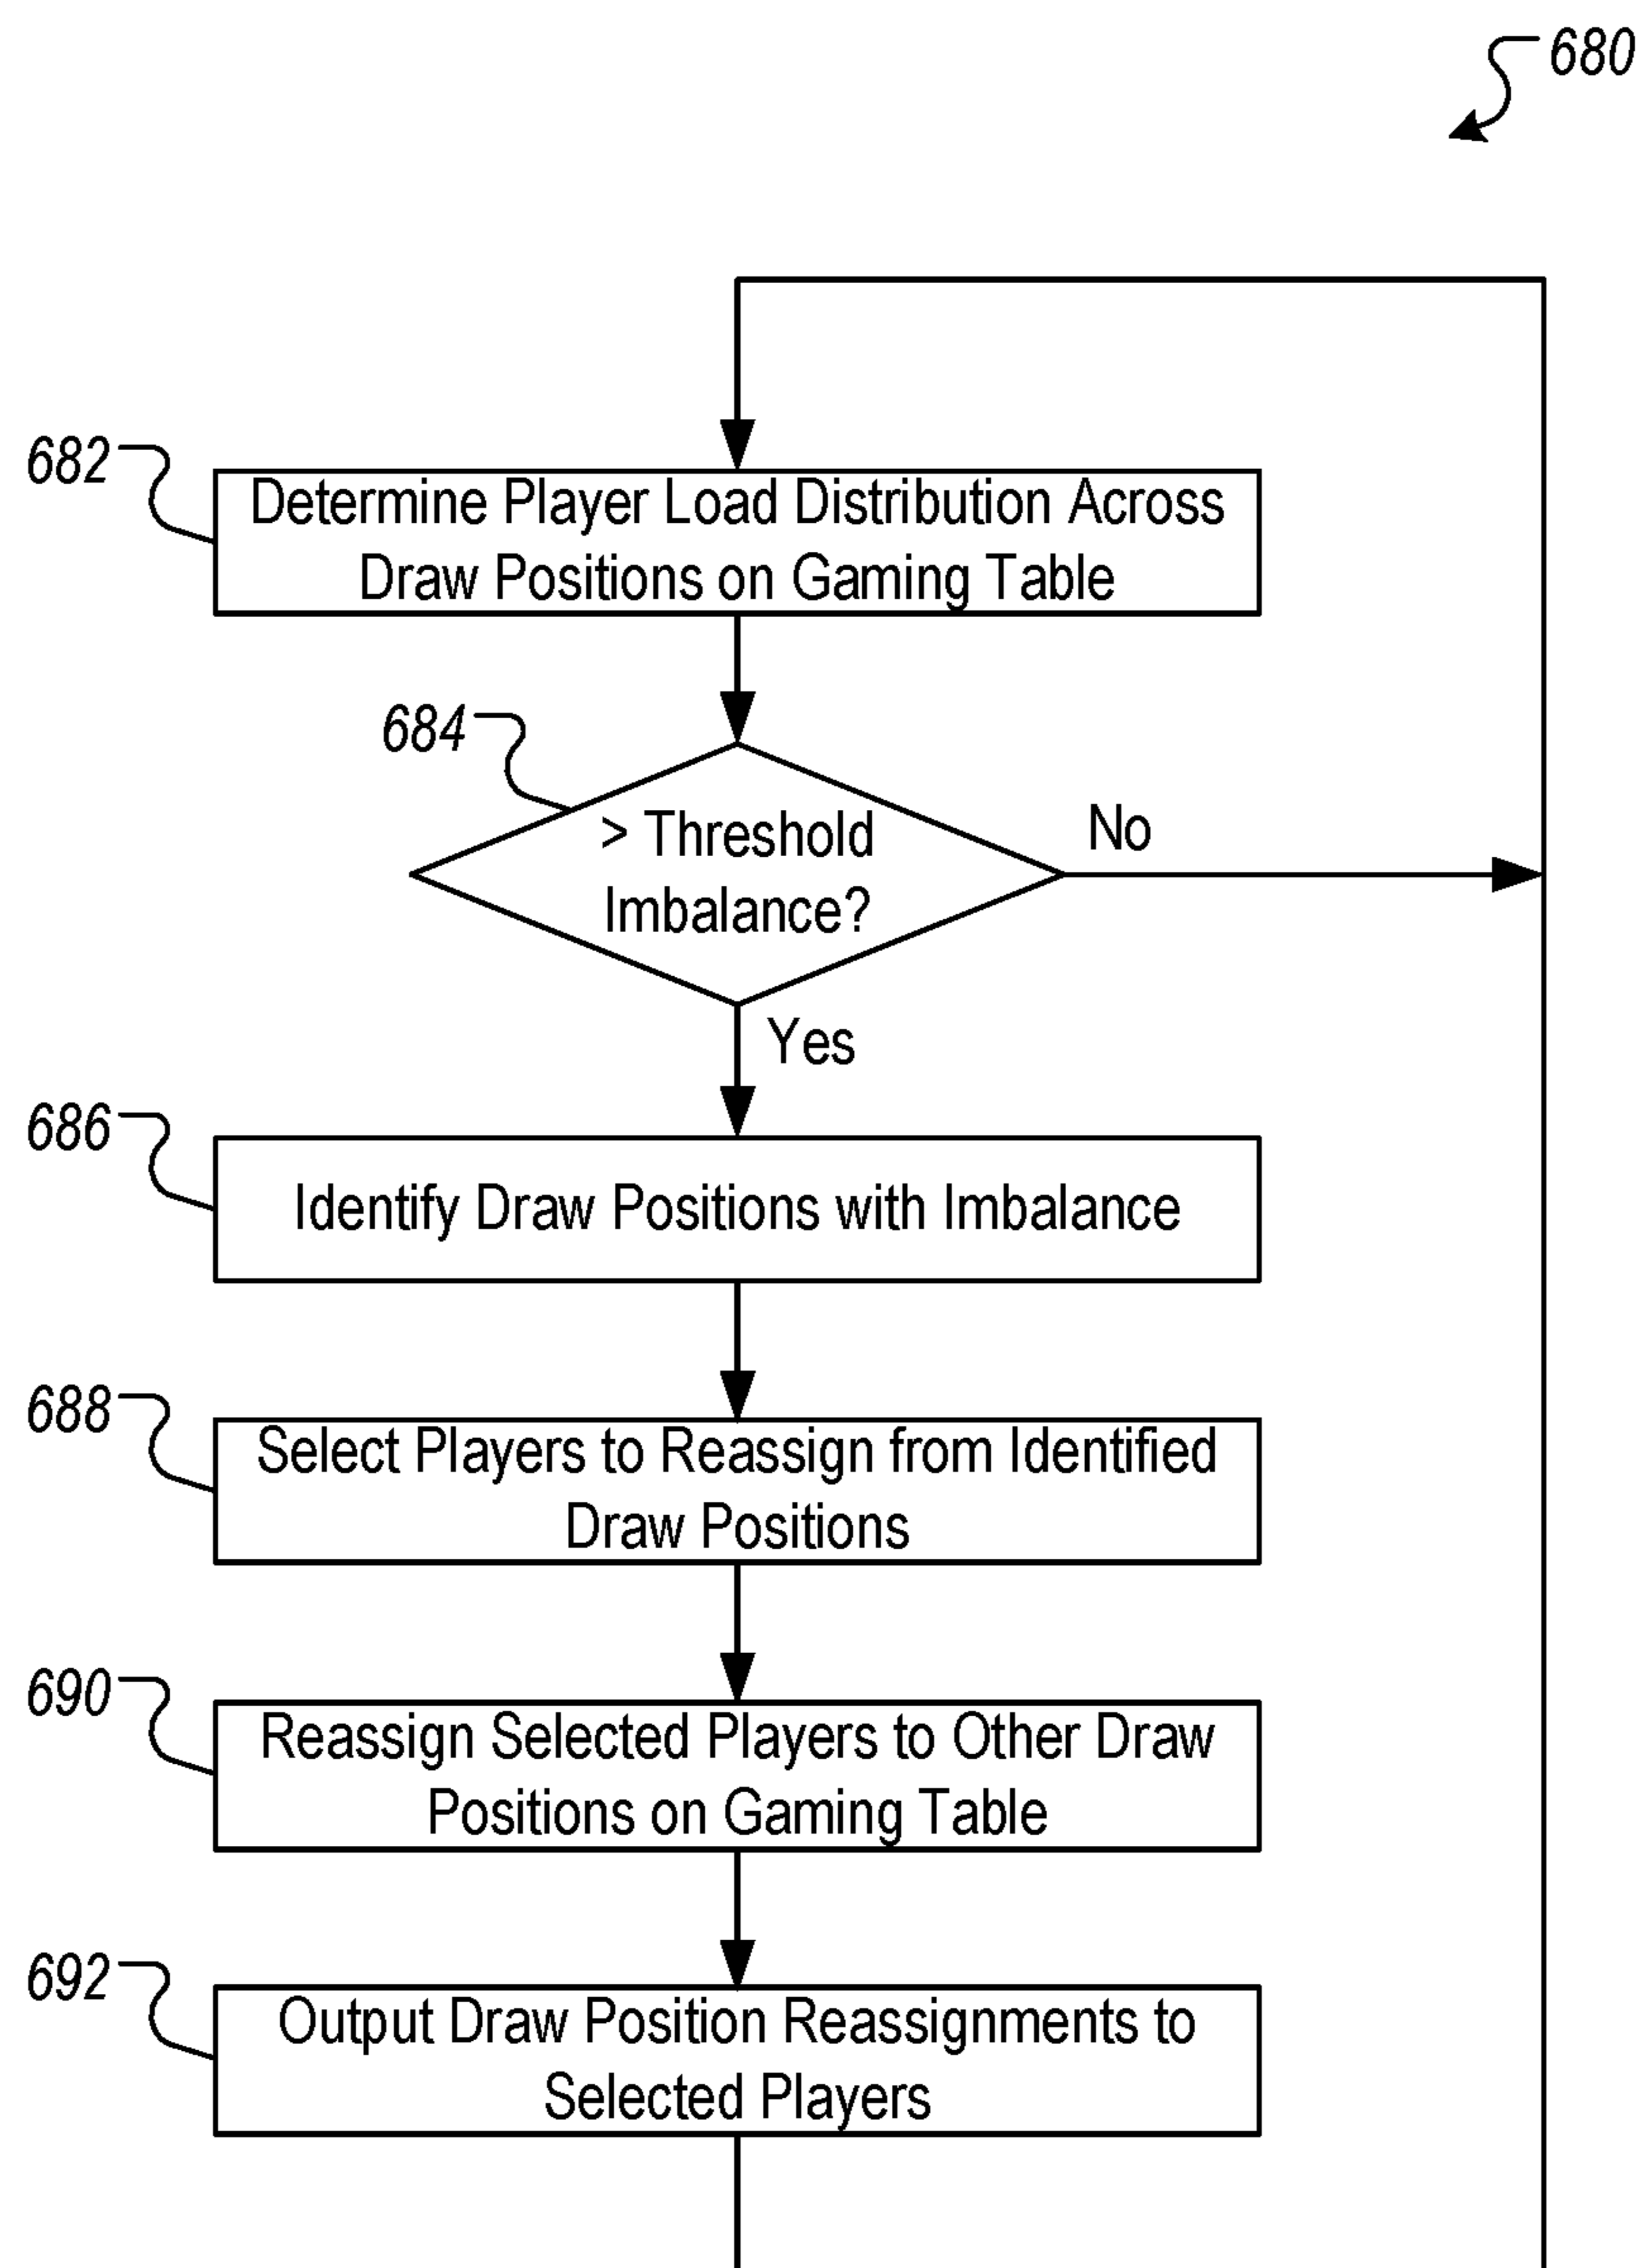 680
682
Determine Player Load Distribution Across
Draw Positions on Gaming Table
684
> Threshold
Imbalance?
No
Yes
686
Identify Draw Positions with Imbalance
688
Select Players to Reassign from Identified
Draw Positions
690
Reassign Selected Players to Other Draw
Positions on Gaming Table
692
Output Draw Position Reassignments to
Selected Players